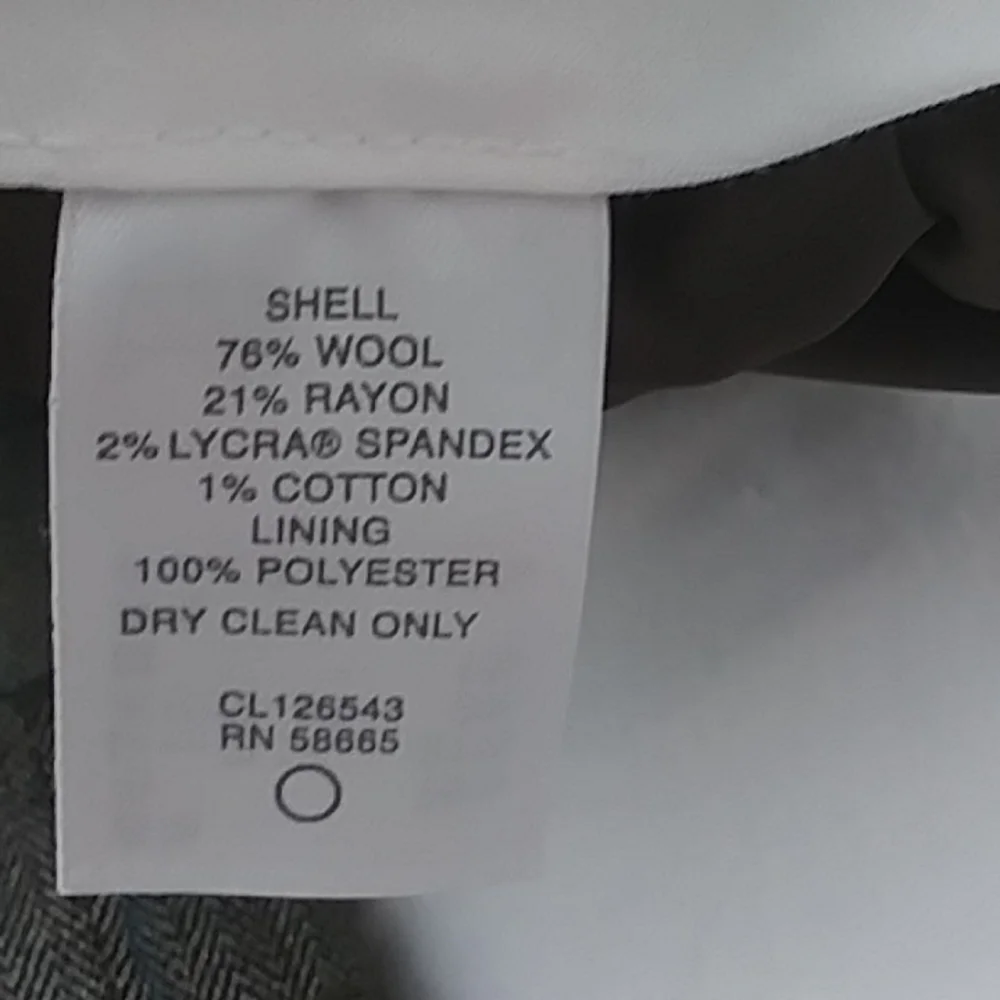 SHELL
76% WOOL
21% RAYON
2% LYCRA® SPANDEX
1% COTTON
LINING
100% POLYESTER
DRY CLEAN ONLY
CL126543
RN 58665